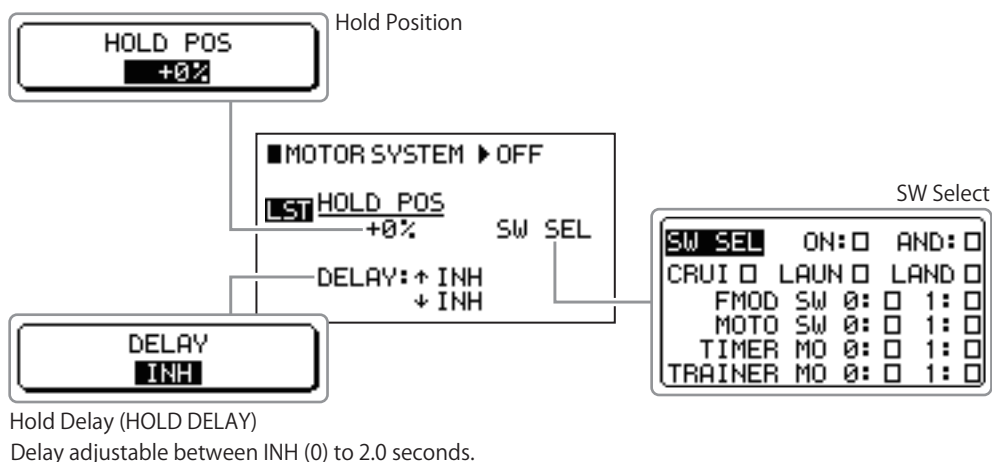 HOLD POS
+0%
Hold Position
■MOTOR SYSTEM ▶ OFF
LST HOLD POS
+0% SW SEL
DELAY: ↑ INH
↓ INH
SW Select
SW SEL ON: □ AND: □
CRUI □ LAUN □ LAND □
FMOD SW 0: □ 1: □
MOTO SW 0: □ 1: □
TIMER MO 0: □ 1: □
TRAINER MO 0: □ 1: □
DELAY
INH
Hold Delay (HOLD DELAY)
Delay adjustable between INH (0) to 2.0 seconds.